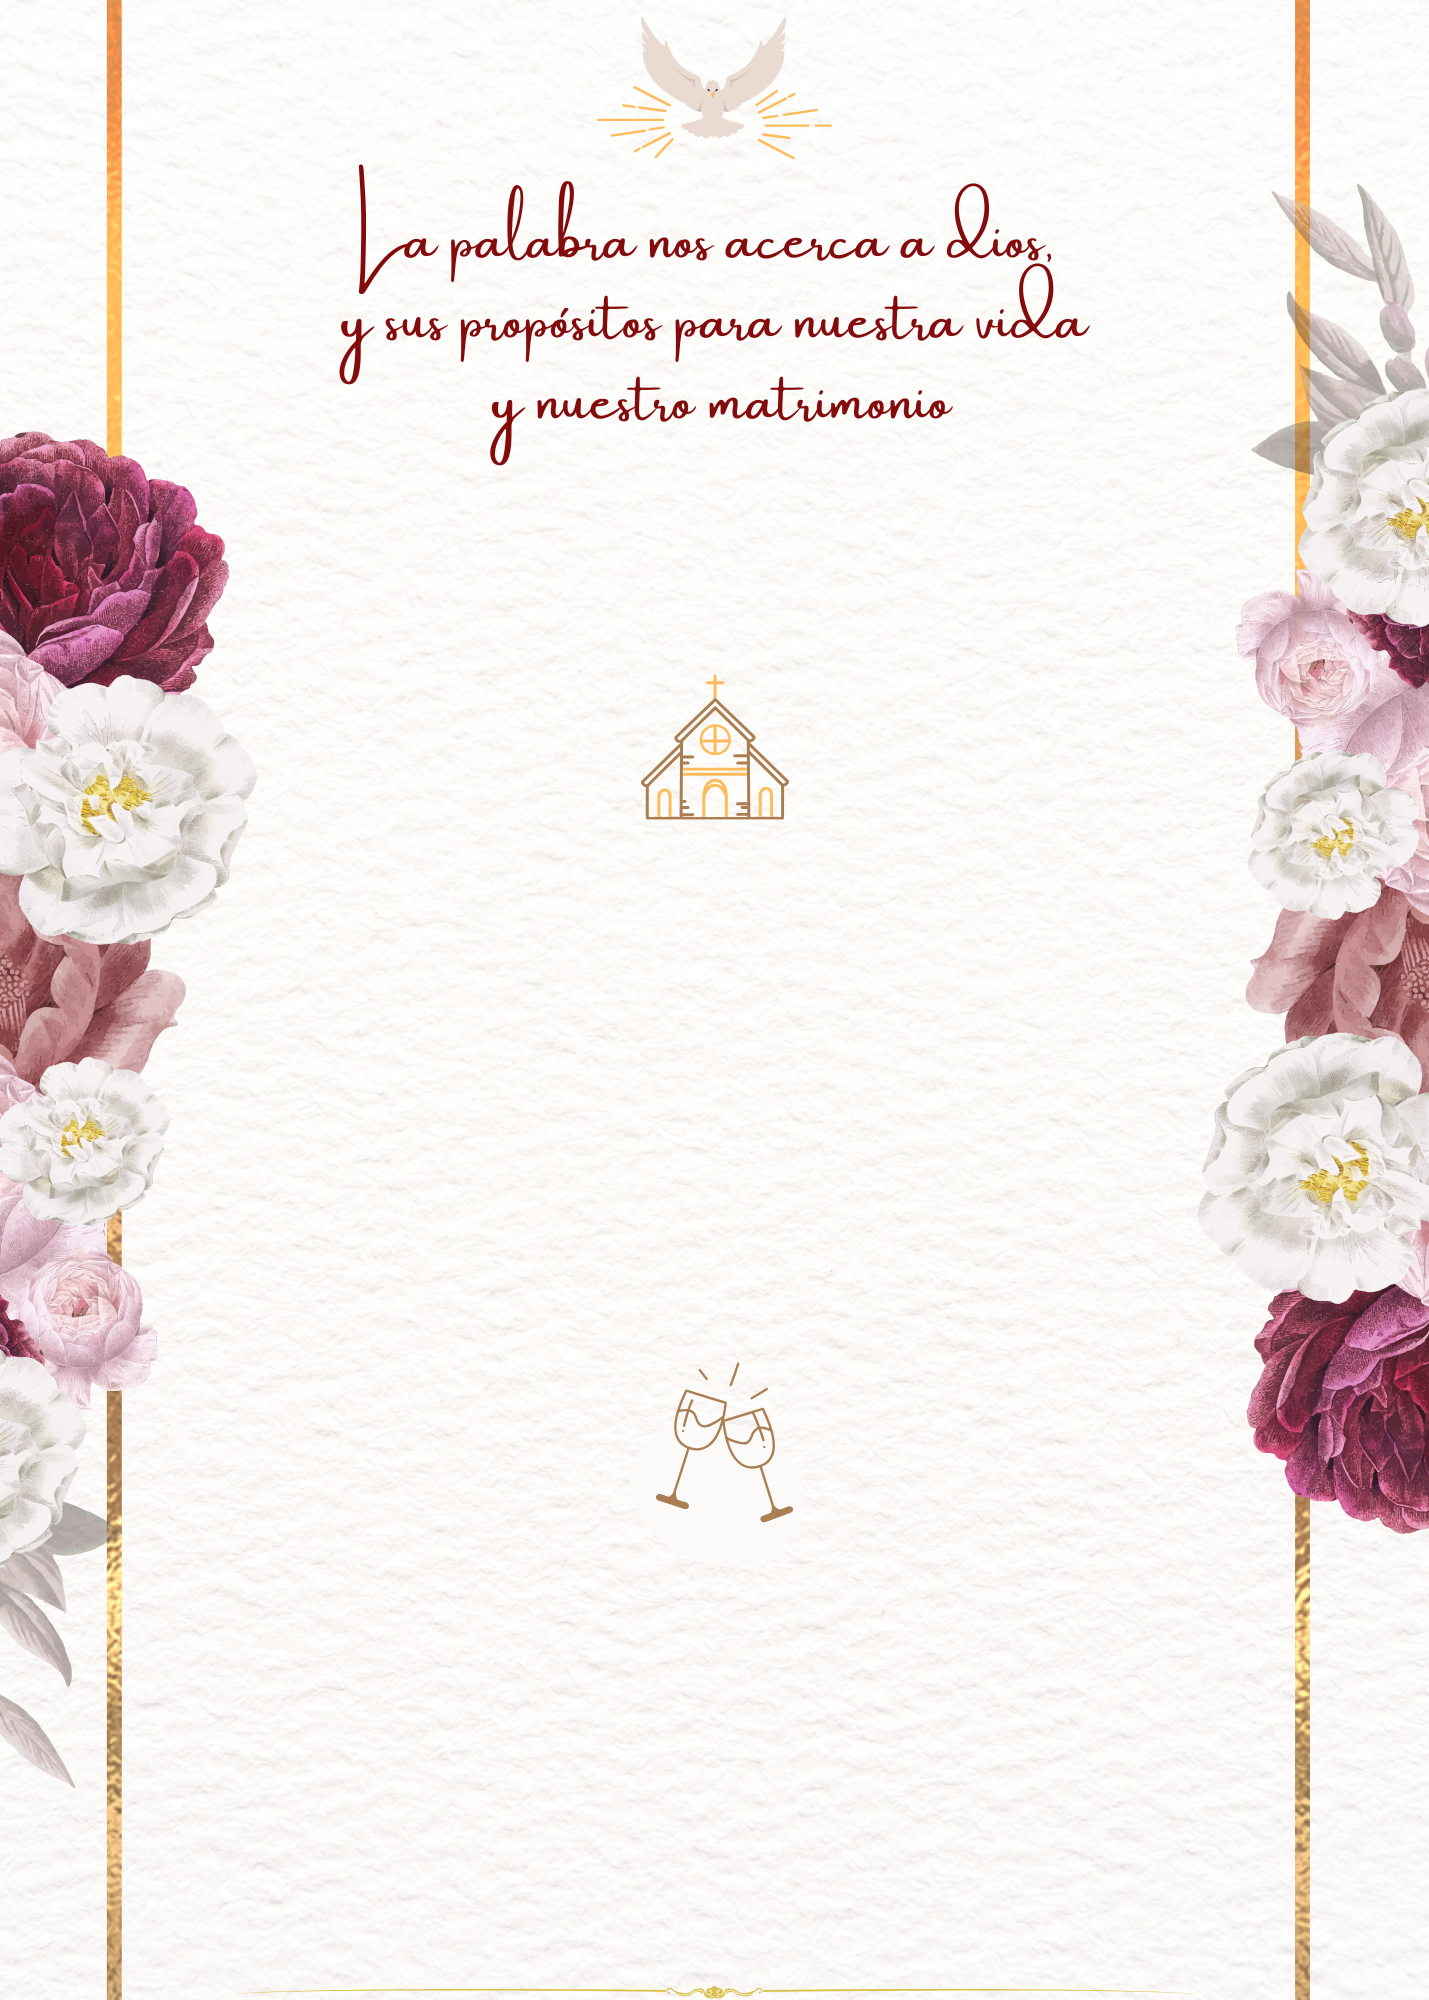 La palabra nos acerca a dios,
y sus propósitos para nuestra vida
y nuestro matrimonio